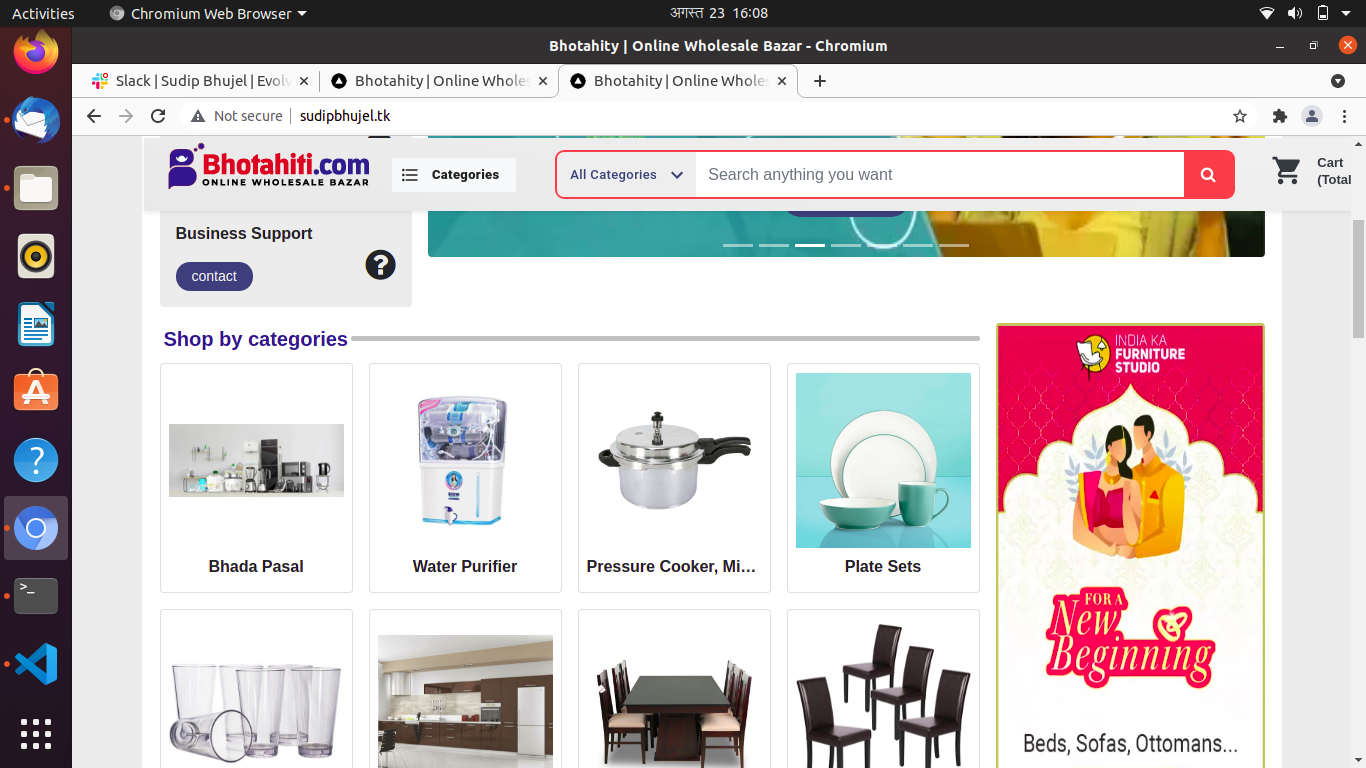 Activities
Chromium Web Browser
अगस्त 23 16:08
Bhotahity | Online Wholesale Bazar - Chromium
Slack | Sudip Bhujel | Evolv
Bhotahity | Online Wholes
Bhotahity | Online Wholes
Not secure
sudipbhujel.tk
Bhotahiti.com
ONLINE WHOLESALE BAZAR
Categories
All Categories
Search anything you want
Cart
(Total
Business Support
contact
Shop by categories
Bhada Pasal
Water Purifier
Pressure Cooker, Mi...
Plate Sets
INDIA KA
FURNITURE
STUDIO
FOR A
New
Beginning
Beds, Sofas, Ottomans...